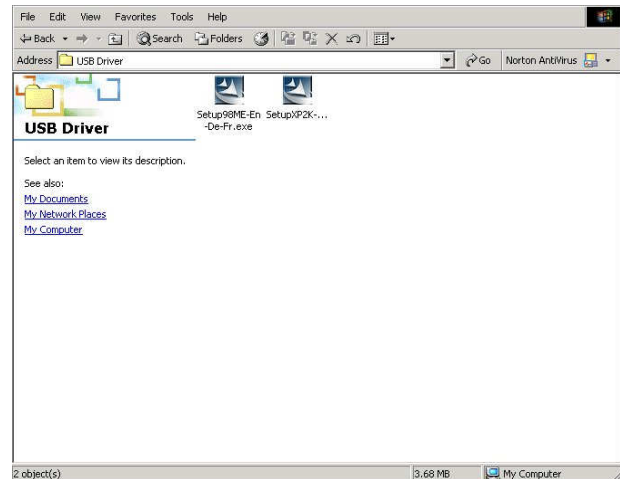 File Edit View Favorites Tools Help
Back Search Folders
Address USB Driver Go Norton AntiVirus
Setup98ME-En SetupXP2K-...
-De-Fr.exe
USB Driver
Select an item to view its description.
See also:
My Documents
My Network Places
My Computer
2 object(s) 3.68 MB My Computer